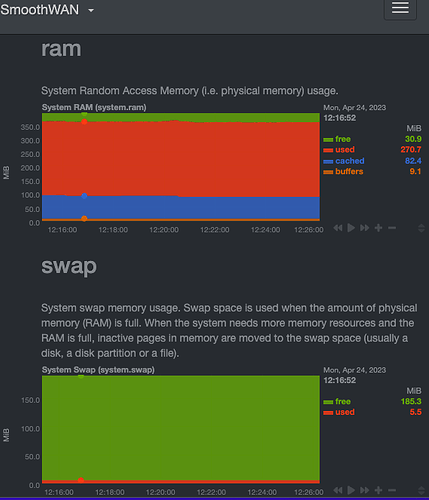 SmoothWAN
ram
System Random Access Memory (i.e. physical memory) usage.
System RAM (system.ram)
Mon, Apr 24, 2023
12:16:52
MiB
free 30.9
used 270.7
cached 82.4
buffers 9.1
MiB
350.0
300.0
250.0
200.0
150.0
100.0
50.0
0.0
12:16:00 12:18:00 12:20:00 12:22:00 12:24:00 12:26:00
swap
System swap memory usage. Swap space is used when the amount of physical
memory (RAM) is full. When the system needs more memory resources and the
RAM is full, inactive pages in memory are moved to the swap space (usually a
disk, a disk partition or a file).
System Swap (system.swap)
Mon, Apr 24, 2023
12:16:52
MiB
free 185.3
used 5.5
MiB
150.0
100.0
50.0
0.0
12:16:00 12:18:00 12:20:00 12:22:00 12:24:00 12:26:00